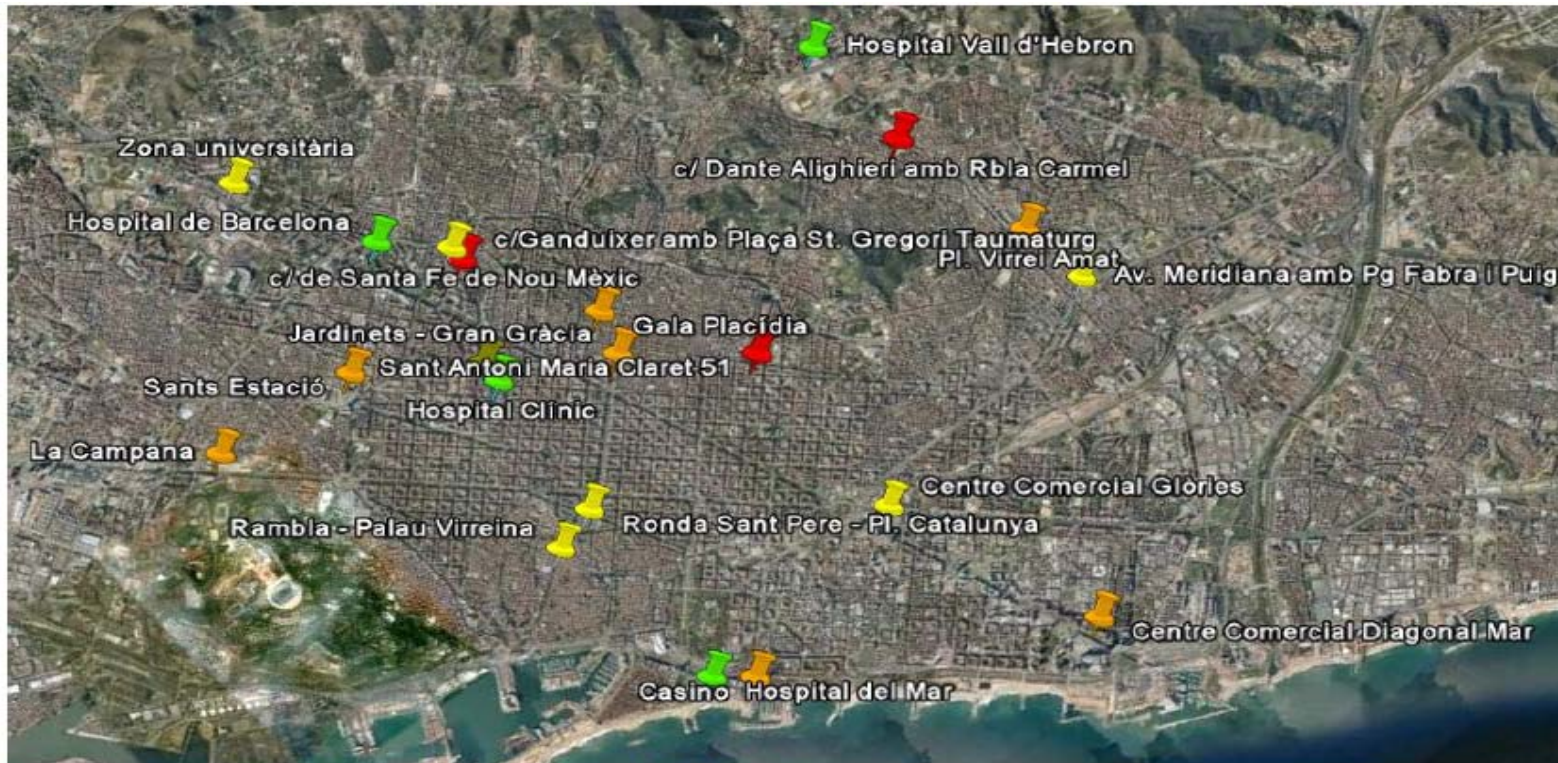 Hospital Vall d'Hebron
Zona universitària
c/ Dante Alighieri amb Rbla Carmel
Hospital de Barcelona
c/Ganduixer amb Plaça St. Gregori Taumaturg
Pl. Virrei Amat
c/ de Santa Fe de Nou Mèxic
Av. Meridiana amb Pg Fabra i Puig
Jardinets - Gran Gràcia
Gala Placídia
Sant Antoni Maria Claret 51
Sants Estació
Hospital Clínic
La Campana
Centre Comercial Glòries
Rambla - Palau Virreina
Ronda Sant Pere - Pl. Catalunya
Centre Comercial Diagonal Mar
Casino
Hospital del Mar